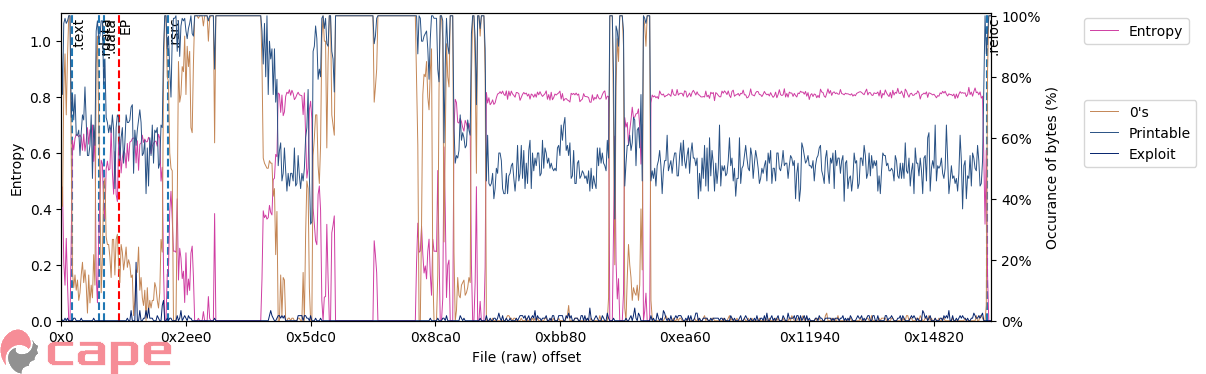 1.0
0.8
0.6
0.4
0.2
0.0
Entropy
.text
.data
EP
.rsrc
.reloc
100%
80%
60%
40%
20%
0%
Occurance of bytes (%)
0x0
0x2ee0
0x5dc0
0x8ca0
0xbb80
0xea60
0x11940
0x14820
File (raw) offset
Entropy
0's
Printable
Exploit
cape